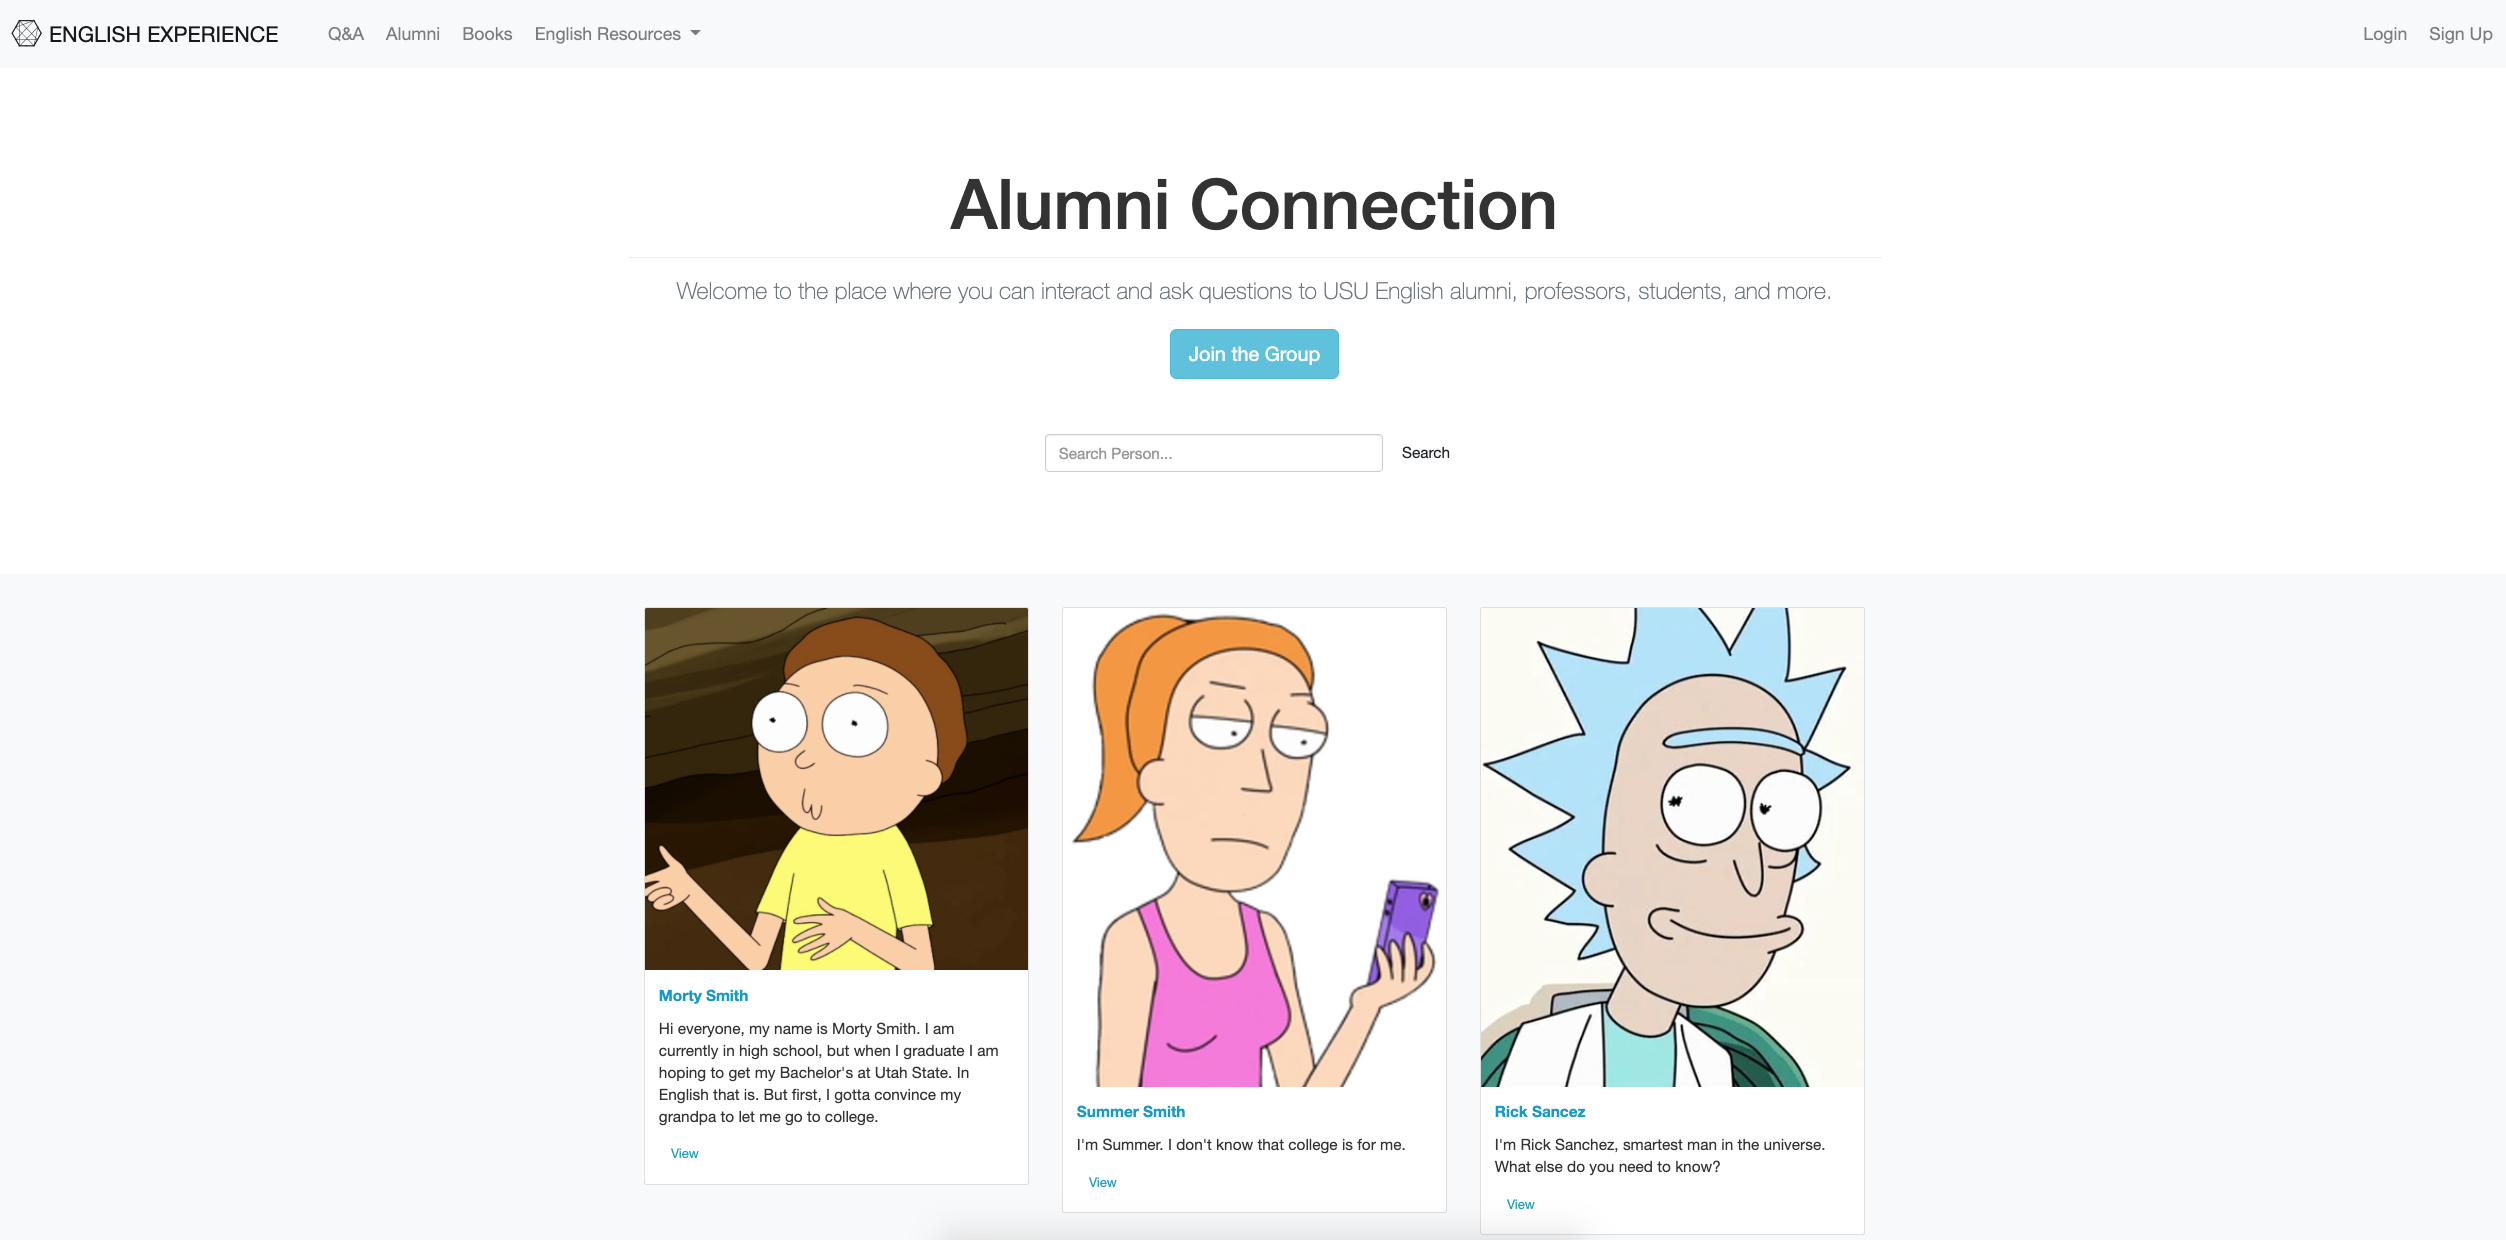 ENGLISH EXPERIENCE
Q&A
Alumni
Books
English Resources
Login
Sign Up
Alumni Connection
Welcome to the place where you can interact and ask questions to USU English alumni, professors, students, and more.
Join the Group
Search Person...
Search
Morty Smith
Hi everyone, my name is Morty Smith. I am
currently in high school, but when I graduate I am
hoping to get my Bachelor's at Utah State. In
English that is. But first, I gotta convince my
grandpa to let me go to college.
View
Summer Smith
I'm Summer. I don't know that college is for me.
View
Rick Sancez
I'm Rick Sanchez, smartest man in the universe.
What else do you need to know?
View